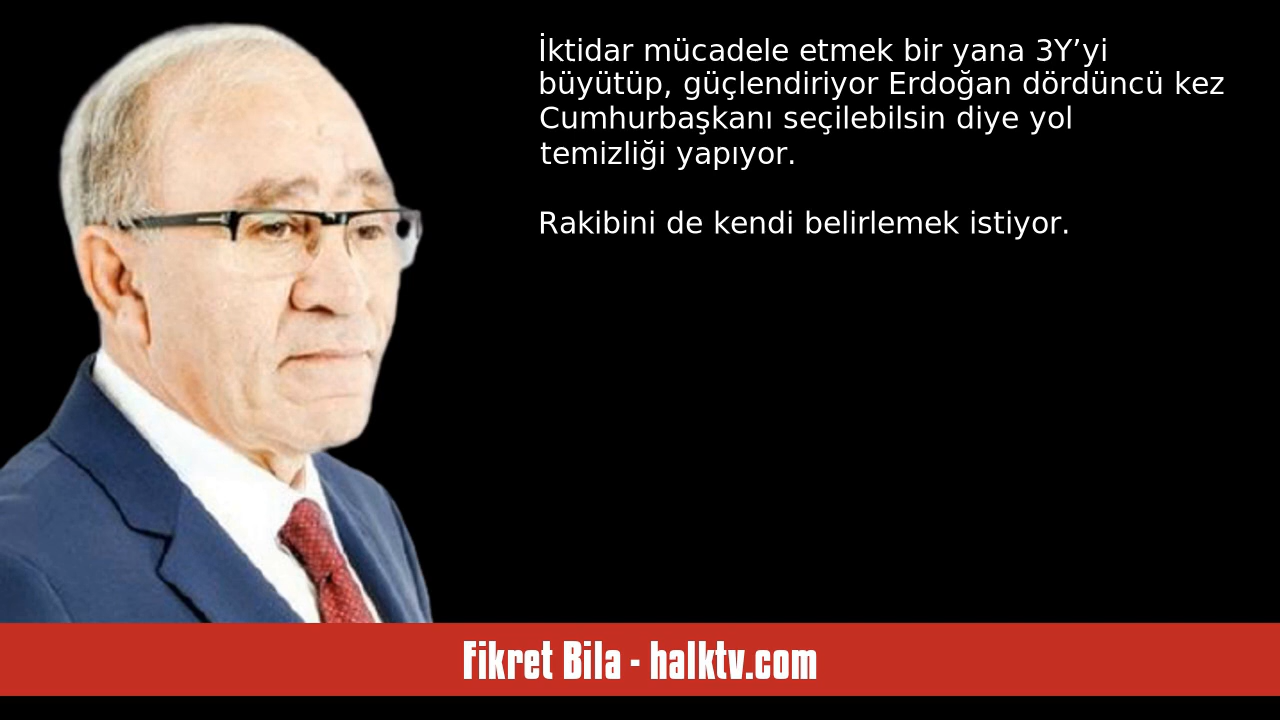 İktidar mücadele etmek bir yana 3Y’yi
büyütüp, güçlendiriyor Erdoğan dördüncü kez
Cumhurbaşkanı seçilebilsin diye yol
temizliği yapıyor.
Rakibini de kendi belirlemek istiyor.
Fikret Bila - halktv.com